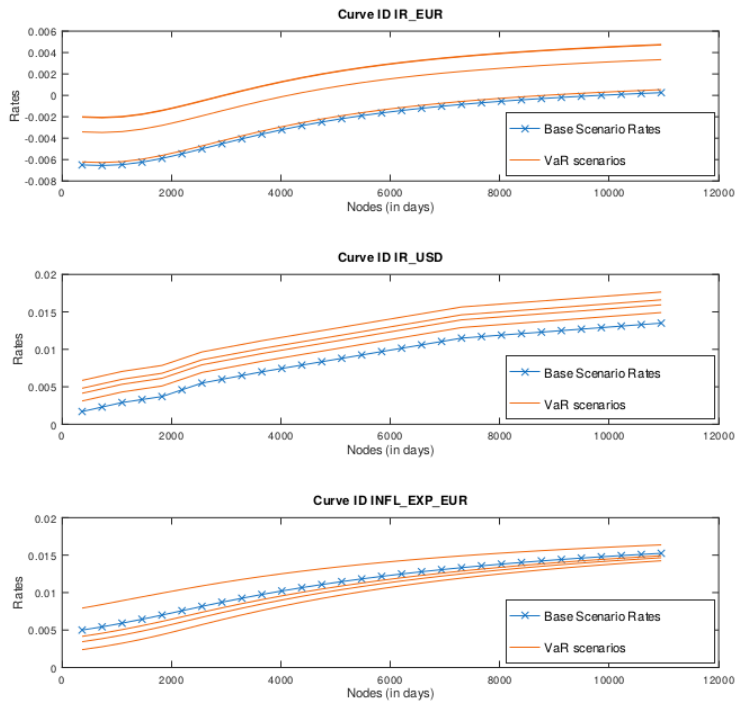 Curve ID IR_EUR
0.006
0.004
0.002
0
-0.002
-0.004
-0.006
-0.008
Rates
Base Scenario Rates
VaR scenarios
0 2000 4000 6000 8000 10000 12000
Nodes (in days)
Curve ID IR_USD
0.02
0.015
0.01
0.005
0
Rates
Base Scenario Rates
VaR scenarios
0 2000 4000 6000 8000 10000 12000
Nodes (in days)
Curve ID INFL_EXP_EUR
0.02
0.015
0.01
0.005
0
Rates
Base Scenario Rates
VaR scenarios
0 2000 4000 6000 8000 10000 12000
Nodes (in days)